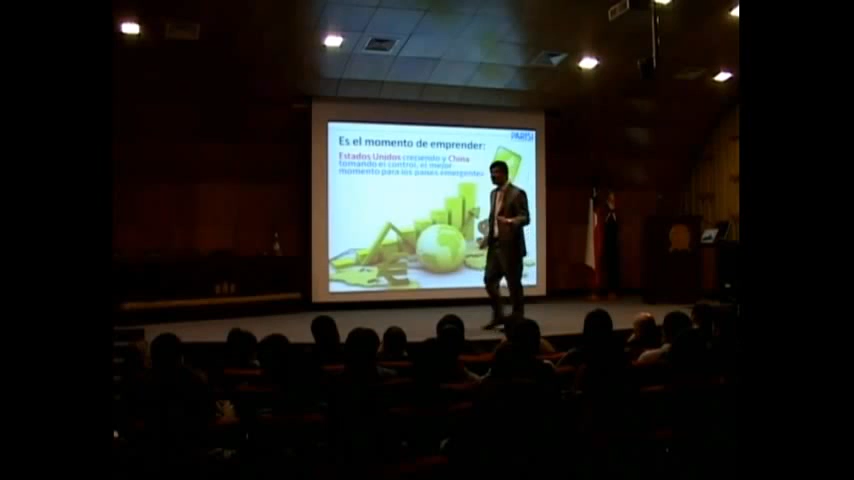 PARISI
Es el momento de emprender:
Estados Unidos creciendo y China
tomando el control, el mejor
momento para los países emergentes